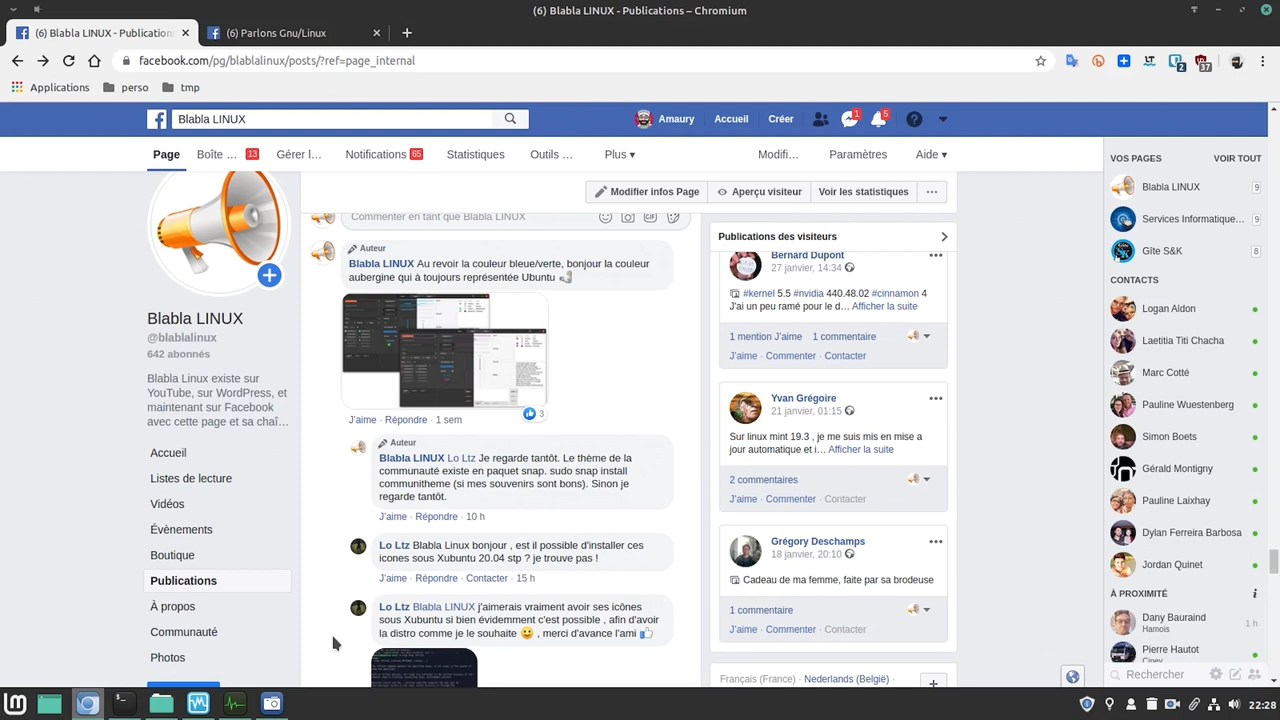 (6) Blabla LINUX - Publications – Chromium
(6) Blabla LINUX - Publication
(6) Parlons Gnu/Linux
facebook.com/pg/blablalinux/posts/?ref=page_internal
2
37
Applications
perso
tmp
Blabla LINUX
Amaury
Accueil
Créer
1
5
Page
Boîte …
13
Gérer l…
Notifications
65
Statistiques
Outils …
Plus ▾
Modifi…
Paramètres
Aide ▾
Modifier infos Page
Aperçu visiteur
Voir les statistiques
Blabla LINUX
@blablalinux
642 abonnés
Blabla Linux existe sur
YouTube, sur WordPress, et
maintenant sur Facebook
avec cette page et sa chaî…
Accueil
Listes de lecture
Vidéos
Évènements
Boutique
Publications
À propos
Communauté
Photos
Commenter en tant que Blabla LINUX
GIF
Auteur
Blabla LINUX Au revoir la couleur bleue/verte, bonjour la couleur
aubergine qui à toujours représentée Ubuntu
3
J'aime · Répondre · 1 sem
Auteur
Blabla LINUX Lo Ltz Je regarde tantôt. Le thème de la
communauté existe en paquet snap. sudo snap install
communitheme (si mes souvenirs sont bons). Sinon je
regarde tantôt.
J'aime · Répondre · 10 h
Lo Ltz Blabla Linux bonjour , est il possible d'installer ces
icones sous Xubuntu 20.04 stp ? je trouve pas !
J'aime · Répondre · Contacter · 15 h
Lo Ltz Blabla LINUX j'aimerais vraiment avoir ses icônes
sous Xubuntu si bien évidemment c'est possible , afin d'avoir
la distro comme je le souhaite 🙂 , merci d'avance l'ami 👍
Publications des visiteurs
Bernard Dupont
27 janvier, 14:34
#kernel 5.5 #nvidia 440.48.02 #cinnamon 4
J'ai un peu ramé pour le d… Afficher la suite
1 mention J'aime 1 commentaire
J'aime · Commenter · Contacter
Yvan Grégoire
21 janvier, 01:15
Sur linux mint 19.3 , je me suis mis en mise a
jour automatique et i… Afficher la suite
2 commentaires
J'aime · Commenter · Contacter
Grégory Deschamps
18 janvier, 20:10
Cadeau de ma femme, faite par sa brodeuse
1 commentaire
J'aime · Commenter · Contacter
Français (France)
VOS PAGES
VOIR TOUT
Blabla LINUX
9
Services Informatique…
9
Gîte S&K
8
CONTACTS
Logan Aldon
Laetitia Titi Chacha
Marc Cotté
Pauline Wuestenberg
Simon Boets
Gérald Montigny
Pauline Laixhay
Dylan Ferreira Barbosa
Jordan Quinet
À PROXIMITÉ
Dany Bauraind
Hamois
1 h
22:28